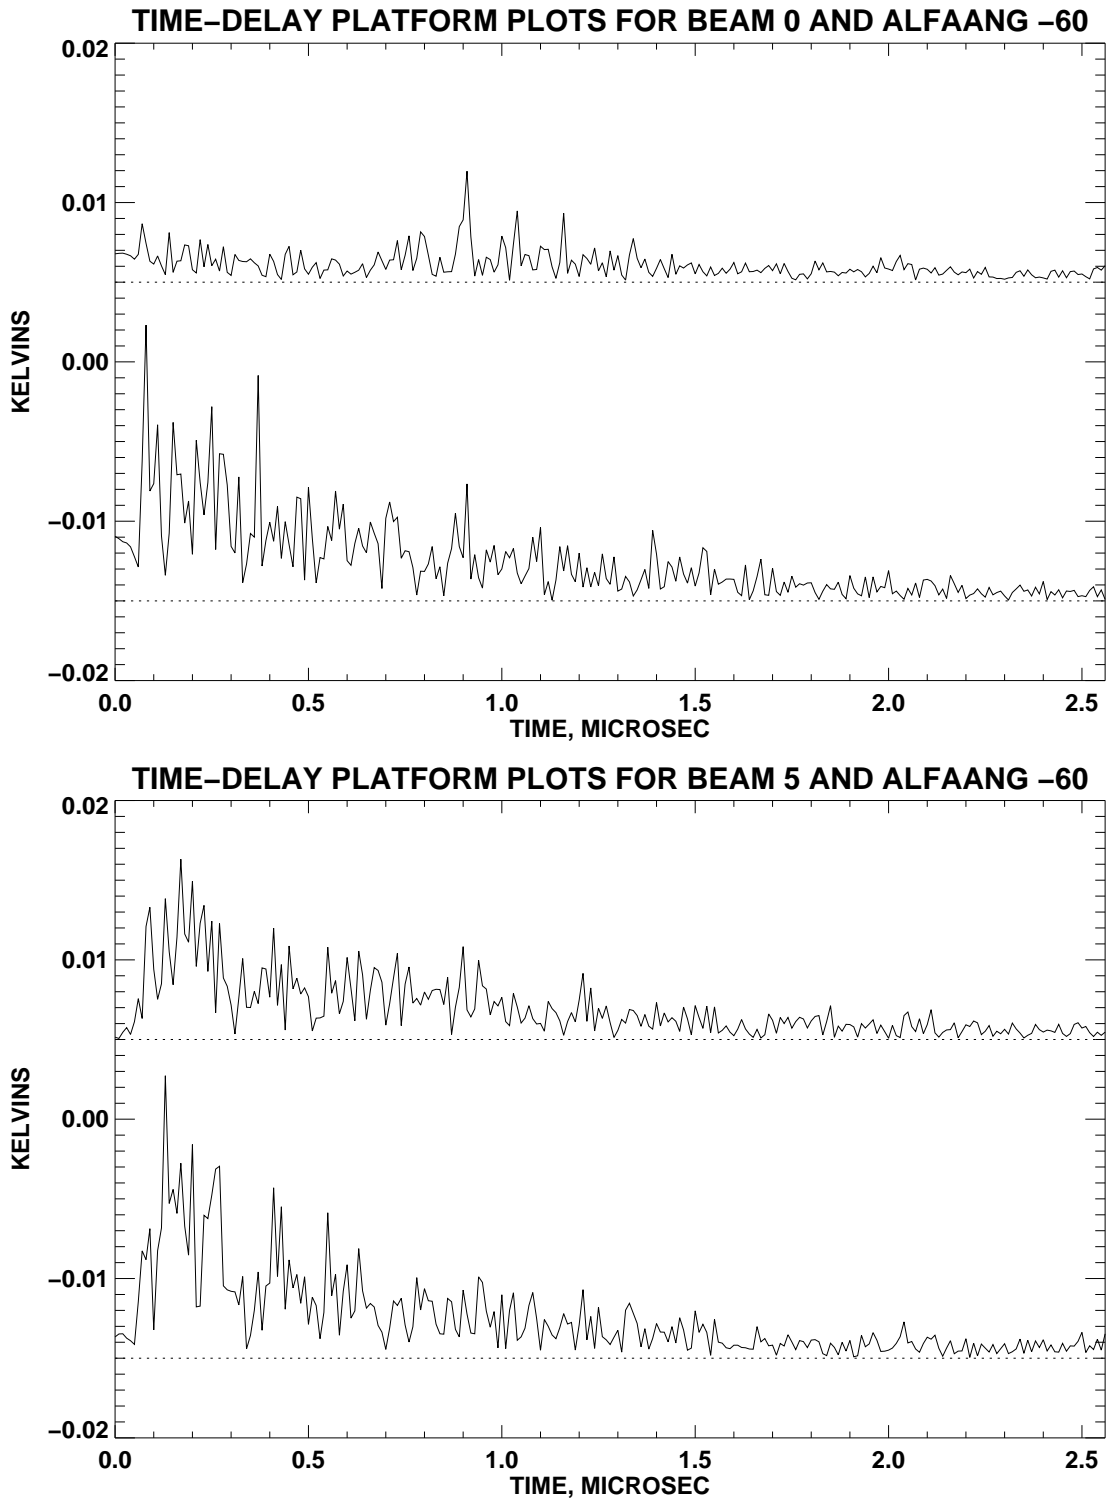 TIME−DELAY PLATFORM PLOTS FOR BEAM 0 AND ALFAANG −60
0.02
0.01
0.00
−0.01
−0.02
KELVINS
0.0 0.5 1.0 1.5 2.0 2.5
TIME, MICROSEC
TIME−DELAY PLATFORM PLOTS FOR BEAM 5 AND ALFAANG −60
0.02
0.01
0.00
−0.01
−0.02
KELVINS
0.0 0.5 1.0 1.5 2.0 2.5
TIME, MICROSEC